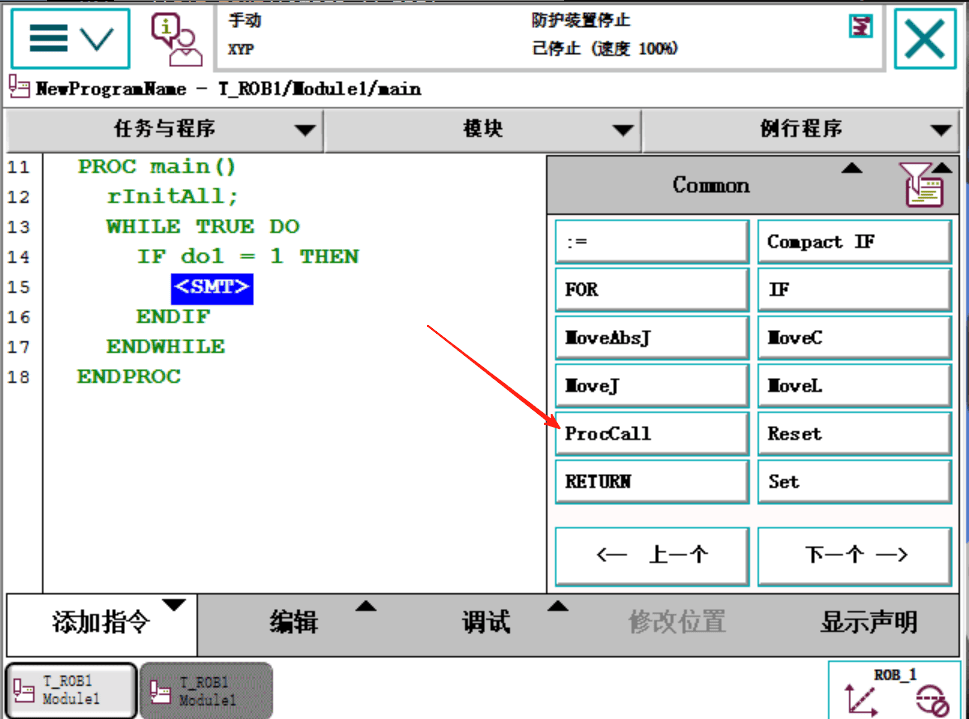 手动
防护装置停止
XYP
已停止 (速度 100%)
NewProgramName - T_ROB1/Module1/main
任务与程序
模块
例行程序
11 PROC main()
12 rInitAll;
13 WHILE TRUE DO
14 IF do1 = 1 THEN
15 <SMT>
16 ENDIF
17 ENDWHILE
18 ENDPROC
Common
:=
Compact IF
FOR
IF
MoveAbsJ
MoveC
MoveJ
MoveL
ProcCall
Reset
RETURN
Set
<— 上一个
下一个 —>
添加指令
编辑
调试
修改位置
显示声明
T_ROB1
Module1
T_ROB1
Module1
ROB_1